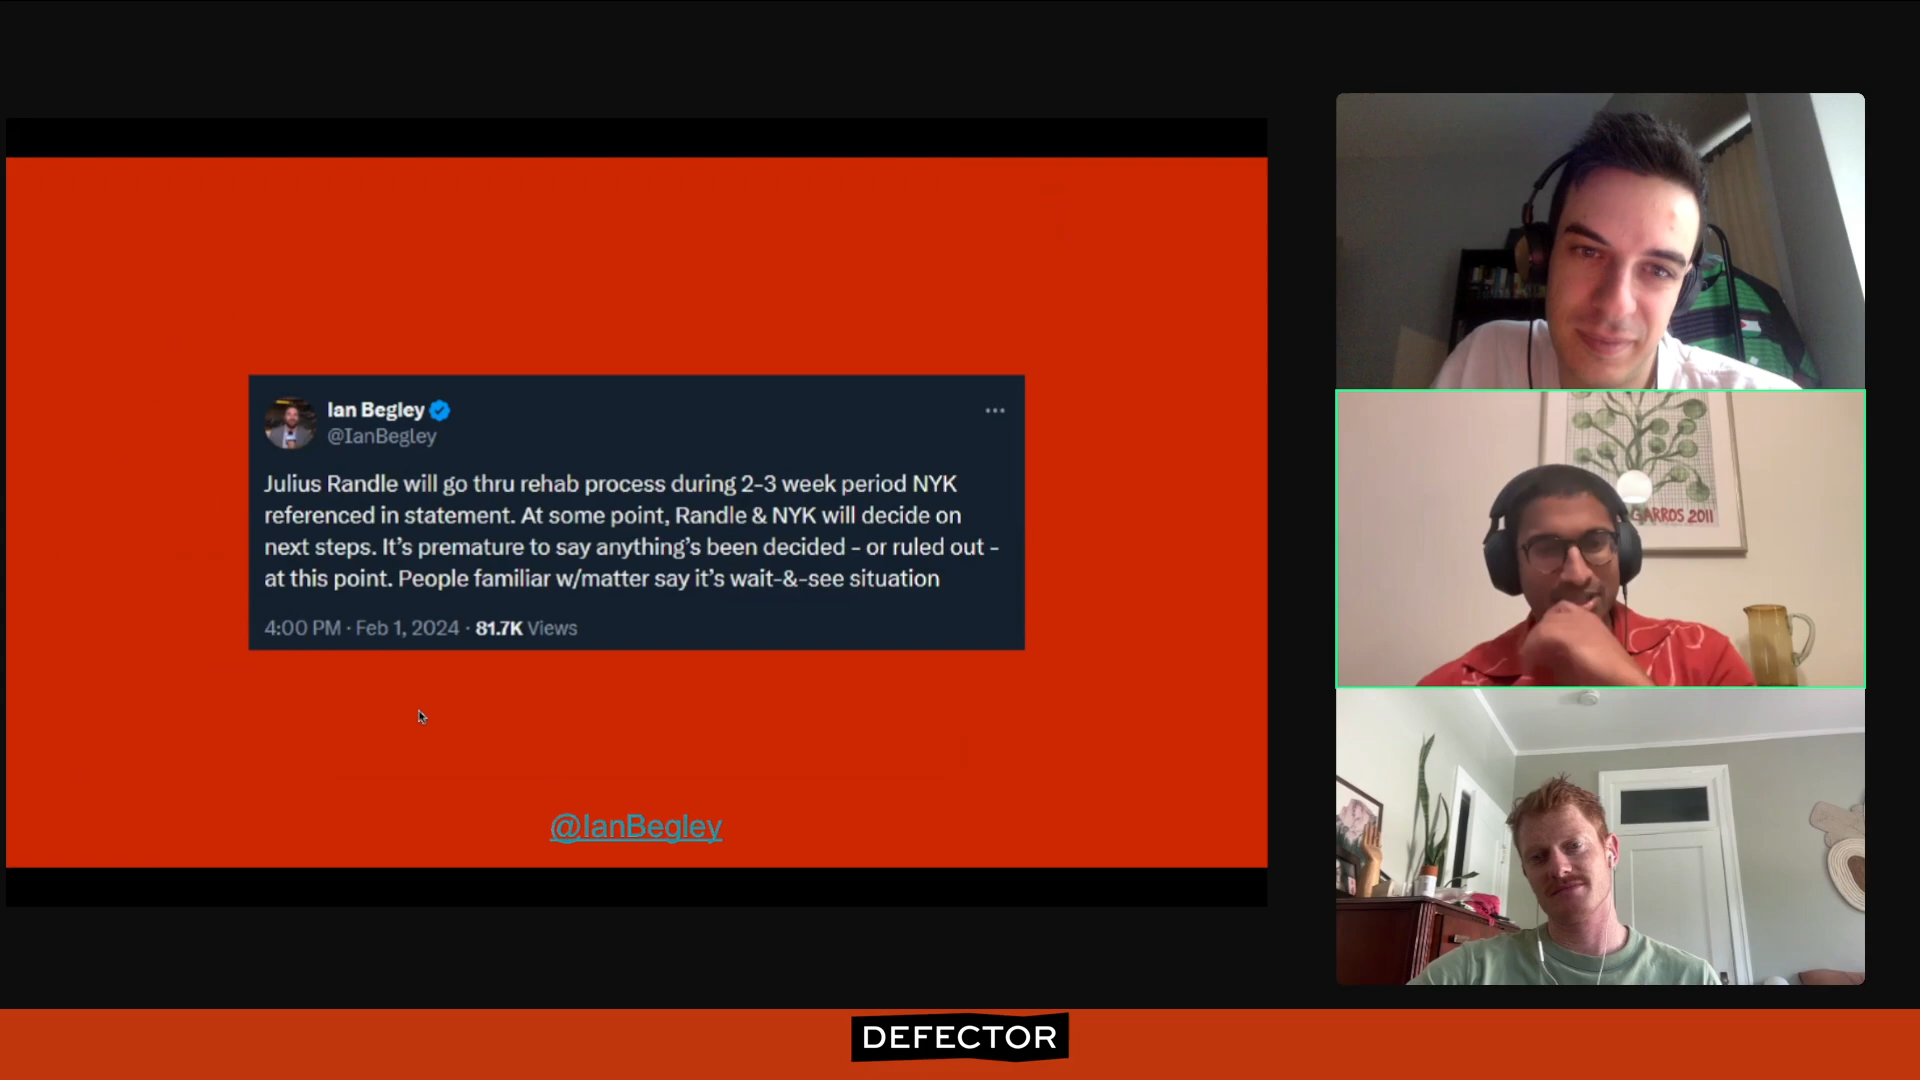 Ian Begley
@IanBegley
Julius Randle will go thru rehab process during 2-3 week period NYK
referenced in statement. At some point, Randle & NYK will decide on
next steps. It’s premature to say anything’s been decided - or ruled out -
at this point. People familiar w/matter say it’s wait-&-see situation
4:00 PM · Feb 1, 2024 · 81.7K Views
@IanBegley
GARROS 2011
DEFECTOR